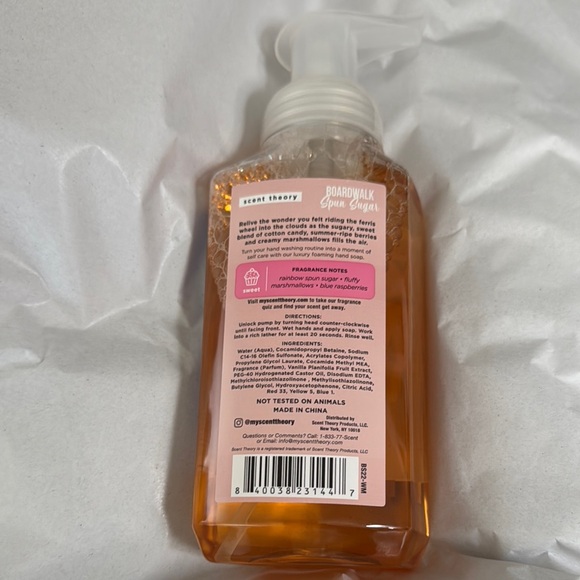 scent theory
BOARDWALK
Spun Sugar
Relive the wonder you felt riding the ferris
wheel into the clouds as the sugary, sweet
blend of cotton candy, summer-ripe berries
and creamy marshmallows fills the air.
Turn your hand washing routine into a moment of
self care with our luxury foaming hand soap.
sweet
FRAGRANCE NOTES
rainbow spun sugar • fluffy
marshmallows • blue raspberries
Visit myscenttheory.com to take our fragrance
quiz and find your scent get away.
DIRECTIONS:
Unlock pump by turning head counter-clockwise
until facing front. Wet hands and apply soap. Work
into a rich lather for at least 20 seconds. Rinse well.
INGREDIENTS:
Water (Aqua), Cocamidopropyl Betaine, Sodium
C14-16 Olefin Sulfonate, Acrylates Copolymer,
Propylene Glycol Laurate, Cocamide Methyl MEA,
Fragrance (Parfum), Vanilla Planifolia Fruit Extract,
PEG-40 Hydrogenated Castor Oil, Disodium EDTA,
Methylchloroisothiazolinone, Methylisothiazolinone,
Butylene Glycol, Hydroxyacetophenone, Citric Acid,
Red 33, Yellow 5, Blue 1.
NOT TESTED ON ANIMALS
MADE IN CHINA
@myscenttheory
Distributed by
Scent Theory Products, LLC.
New York, NY 10018
Questions or Comments? Call: 1-833-77-Scent
or Email: info@myscenttheory.com
Scent Theory is a registered trademark of Scent Theory Products, LLC.
BS22-WM
8 40038 23144 7